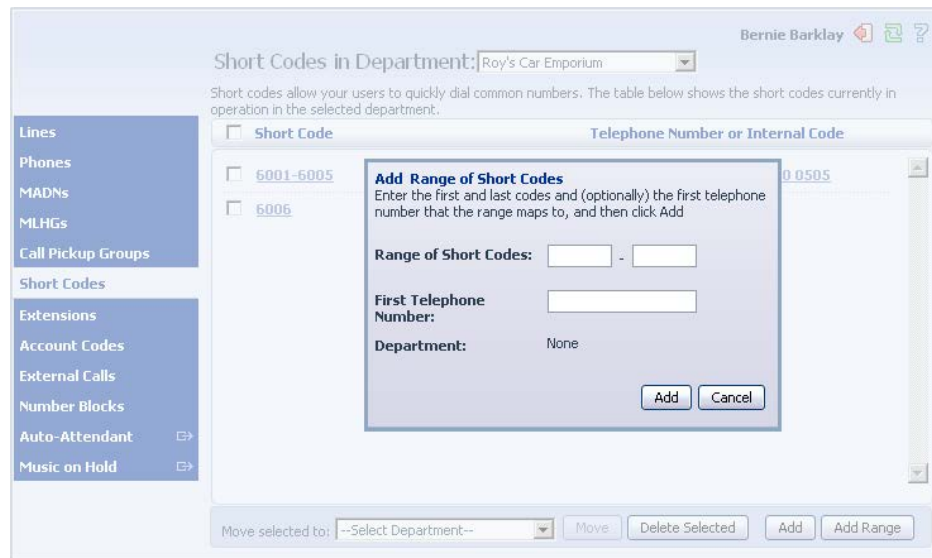 Bernie Barklay
Short Codes in Department: Roy's Car Emporium
Short codes allow your users to quickly dial common numbers. The table below shows the short codes currently in
operation in the selected department.
Lines
Phones
MADNs
MLHGs
Call Pickup Groups
Short Codes
Extensions
Account Codes
External Calls
Number Blocks
Auto-Attendant
Music on Hold
Short Code Telephone Number or Internal Code
6001-6005 0 0505
6006
Add Range of Short Codes
Enter the first and last codes and (optionally) the first telephone
number that the range maps to, and then click Add
Range of Short Codes: -
First Telephone
Number:
Department: None
Add Cancel
Move selected to: --Select Department-- Move Delete Selected Add Add Range